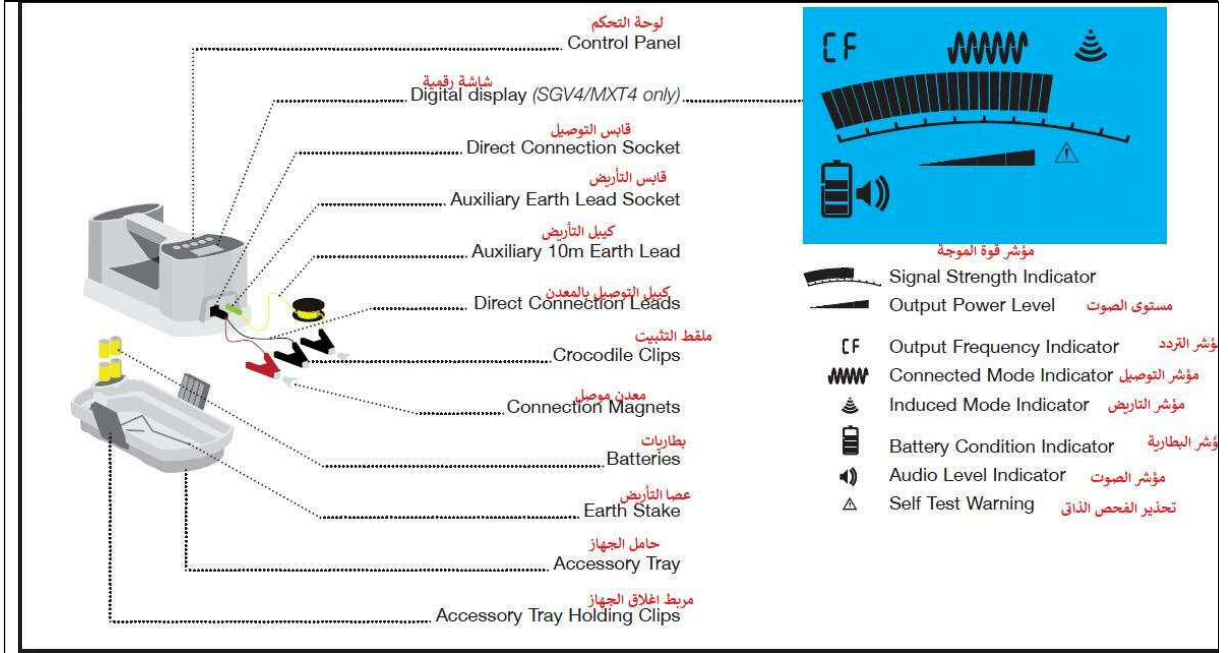 لوحة التحكم
Control Panel
شاشة رقمية
Digital display (SGV4/MXT4 only)
قابس التوصيل
Direct Connection Socket
قابس التأريض
Auxiliary Earth Lead Socket
كيبل التأريض
Auxiliary 10m Earth Lead
كيبل التوصيل بالمعدن
Direct Connection Leads
ملقط التثبيت
Crocodile Clips
معدن موصل
Connection Magnets
بطاريات
Batteries
عصا التأريض
Earth Stake
حامل الجهاز
Accessory Tray
مربط اغلاق الجهاز
Accessory Tray Holding Clips
CF
مؤشر قوة الموجة
Signal Strength Indicator
Output Power Level مستوى الصوت
CF Output Frequency Indicator مؤشر التردد
Connected Mode Indicator مؤشر التوصيل
Induced Mode Indicator مؤشر التاريض
Battery Condition Indicator مؤشر البطارية
Audio Level Indicator مؤشر الصوت
Self Test Warning تحذير الفحص الذاتى